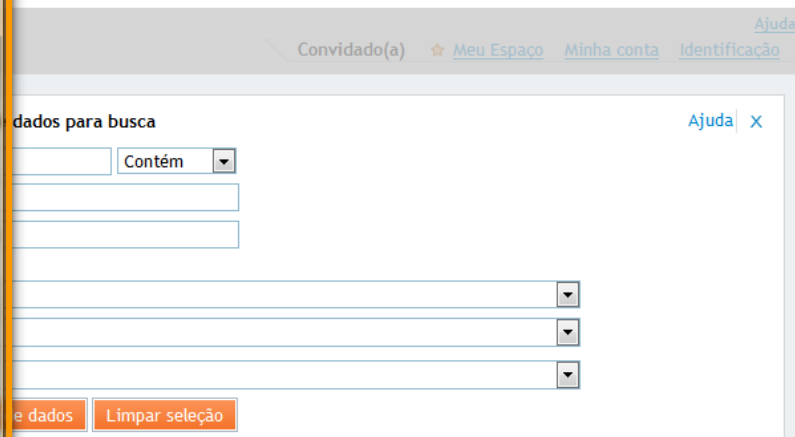 Ajuda
Convidado(a) Meu Espaço Minha conta Identificação
dados para busca Ajuda X
Contém
e dados Limpar seleção